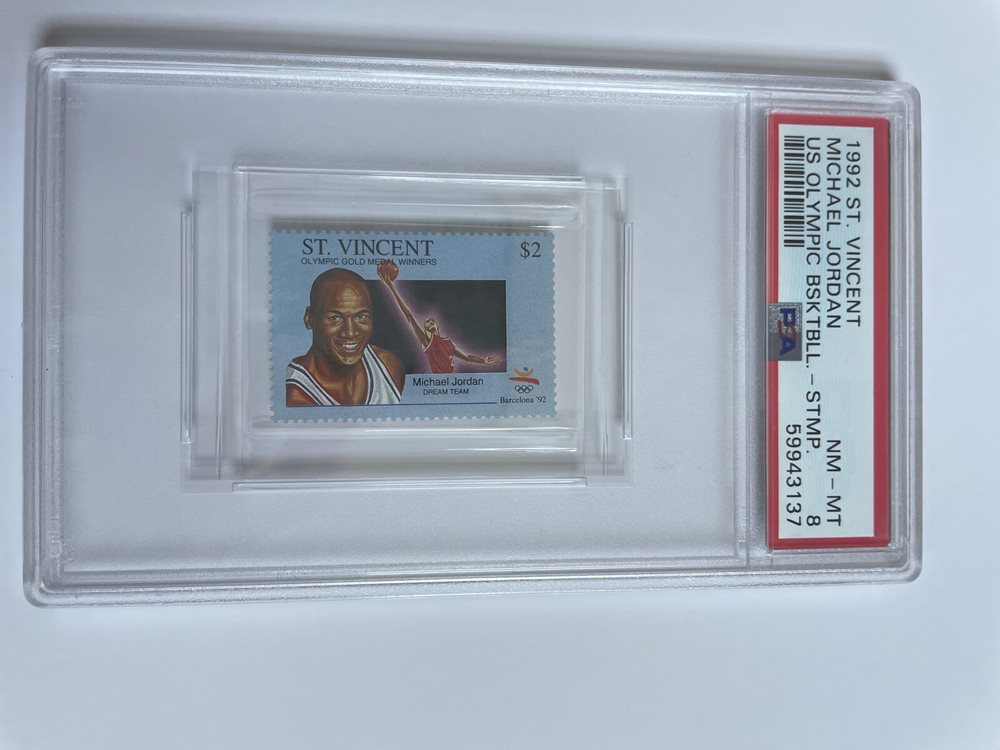 ST. VINCENT
$2
OLYMPIC GOLD MEDAL WINNERS
Michael Jordan
DREAM TEAM
Barcelona '92
1992 ST. VINCENT
MICHAEL JORDAN NM – MT
US OLYMPIC BSKTBLL. – STMP. 8
59943137
PSA